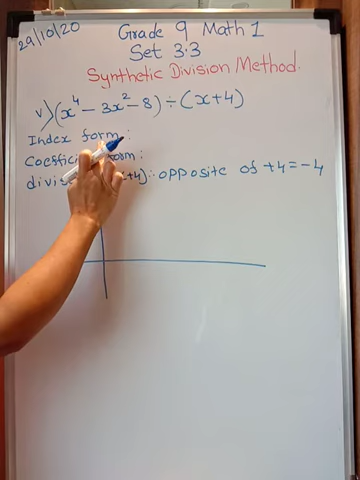 29/10/20
Grade 9 Math 1
Set 3.3
Synthetic Division Method.
v) (x⁴ - 3x² - 8) ÷ (x+4)
Index form :
form :
+4) : opposite of +4 = -4